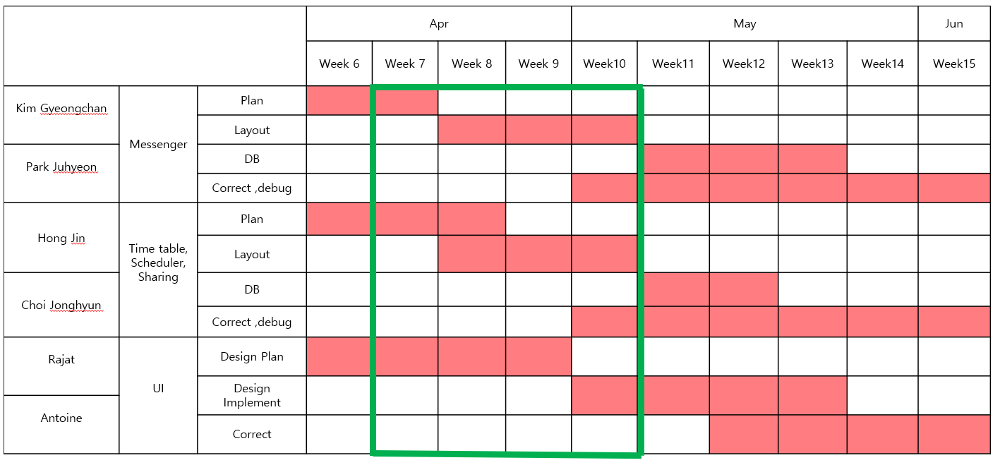 Apr
May
Jun
Week 6
Week 7
Week 8
Week 9
Week10
Week11
Week12
Week13
Week14
Week15
Kim Gyeongchan
Park Juhyeon
Messenger
Plan
Layout
DB
Correct ,debug
Hong Jin
Choi Jonghyun
Time table,
Scheduler,
Sharing
Plan
Layout
DB
Correct ,debug
Rajat
Antoine
UI
Design Plan
Design
Implement
Correct